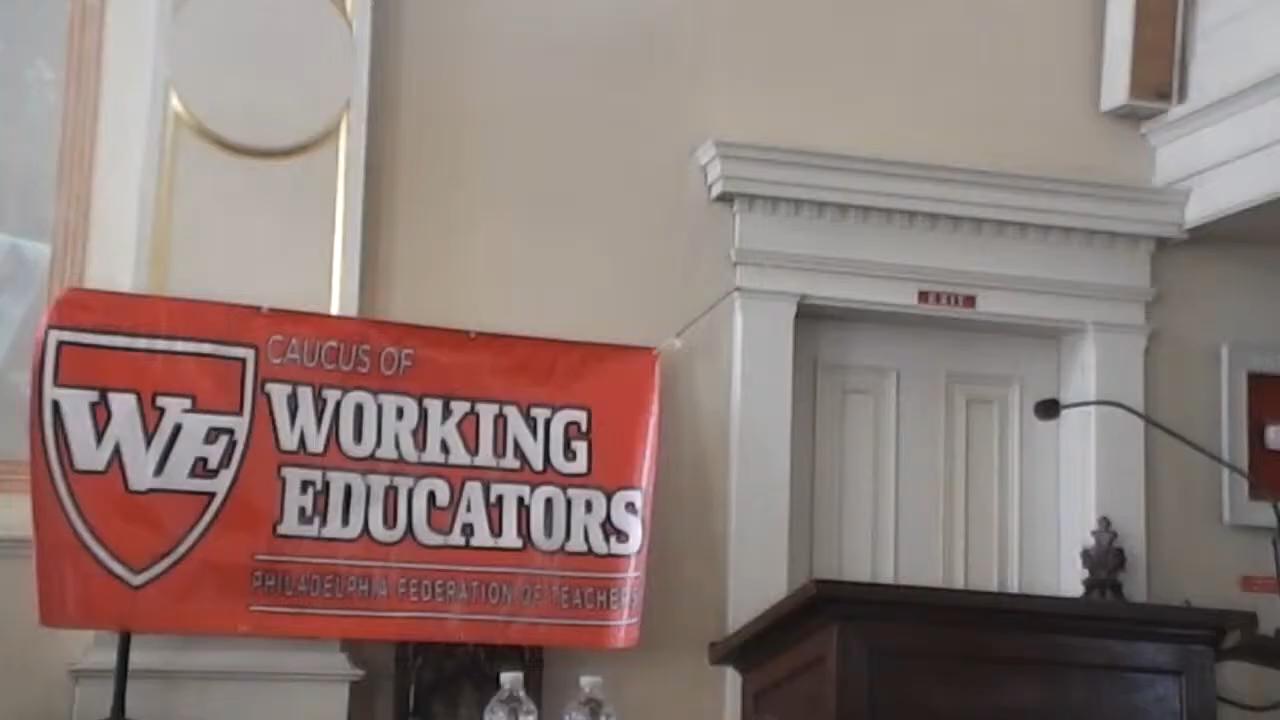 WE
CAUCUS OF
WORKING
EDUCATORS
PHILADELPHIA FEDERATION OF TEACHERS
EXIT